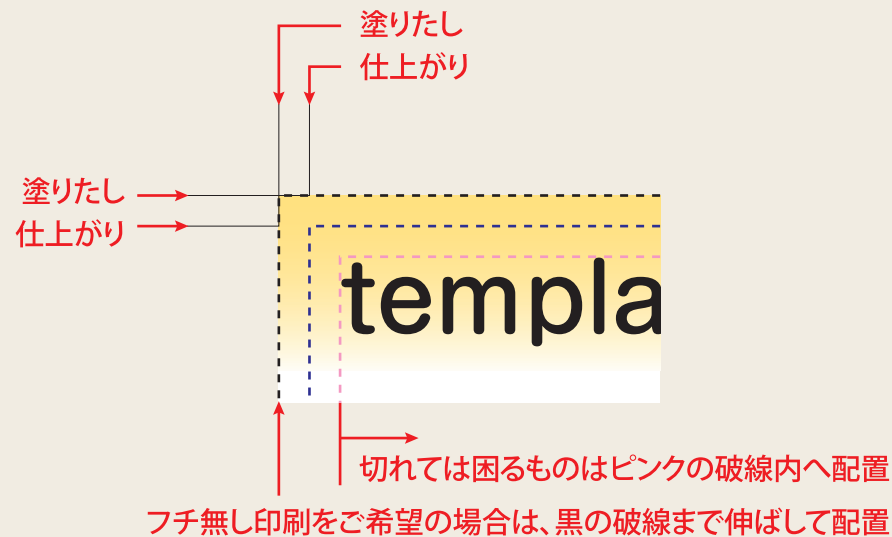 塗りたし
仕上がり
塗りたし
仕上がり
templa
切れては困るものはピンクの破線内へ配置
フチ無し印刷をご希望の場合は、黒の破線まで伸ばして配置